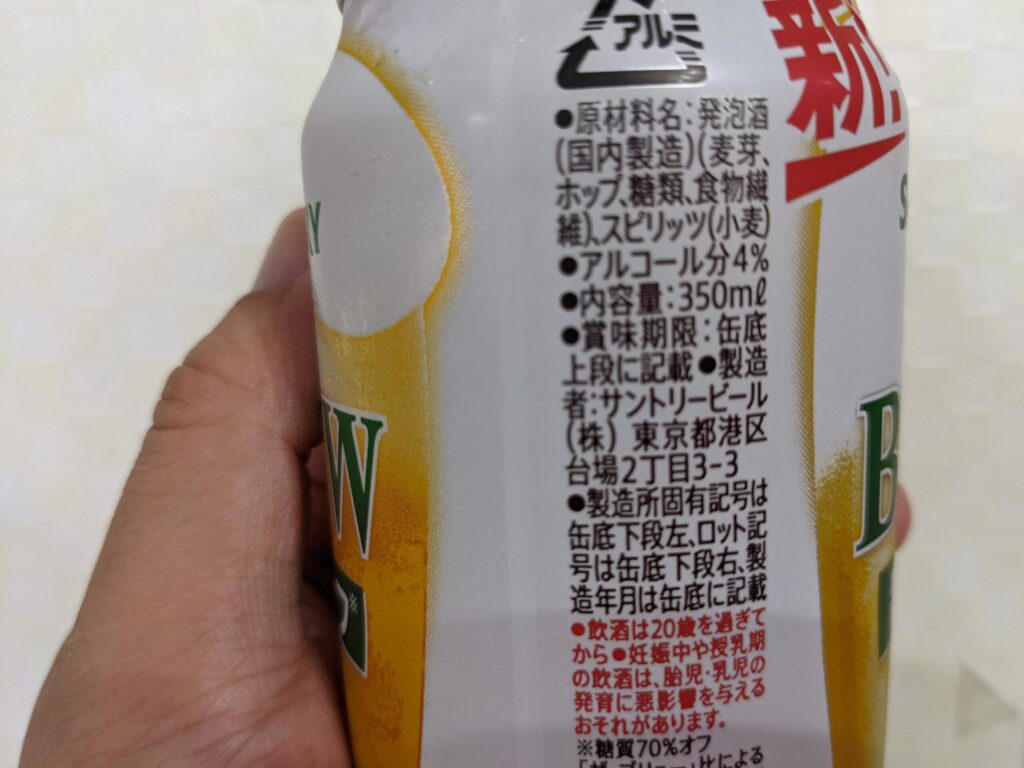 アルミ
新
●原材料名:発泡酒
(国内製造)(麦芽、
ホップ、糖類、食物繊
維)、スピリッツ(小麦)
●アルコール分4%
●内容量:350mℓ
●賞味期限:缶底
上段に記載●製造
者:サントリービール
(株) 東京都港区
台場2丁目3-3
●製造所固有記号は
缶底下段左、ロット記
号は缶底下段右、製
造年月は缶底に記載
●飲酒は20歳を過ぎて
から●妊娠中や授乳期
の飲酒は、胎児・乳児の
発育に悪影響を与える
おそれがあります。
※糖質70%オフ
W
B